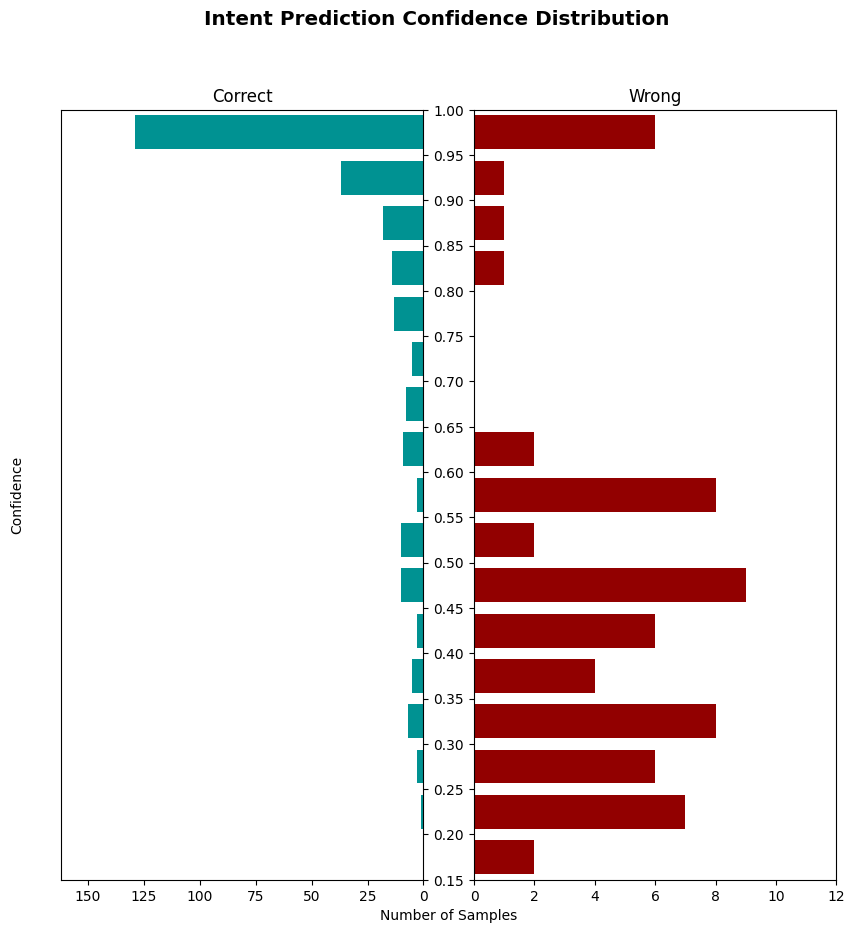 Intent Prediction Confidence Distribution
Correct
Wrong
Confidence
1.00
0.95
0.90
0.85
0.80
0.75
0.70
0.65
0.60
0.55
0.50
0.45
0.40
0.35
0.30
0.25
0.20
0.15
150 125 100 75 50 25 0
0 2 4 6 8 10 12
Number of Samples